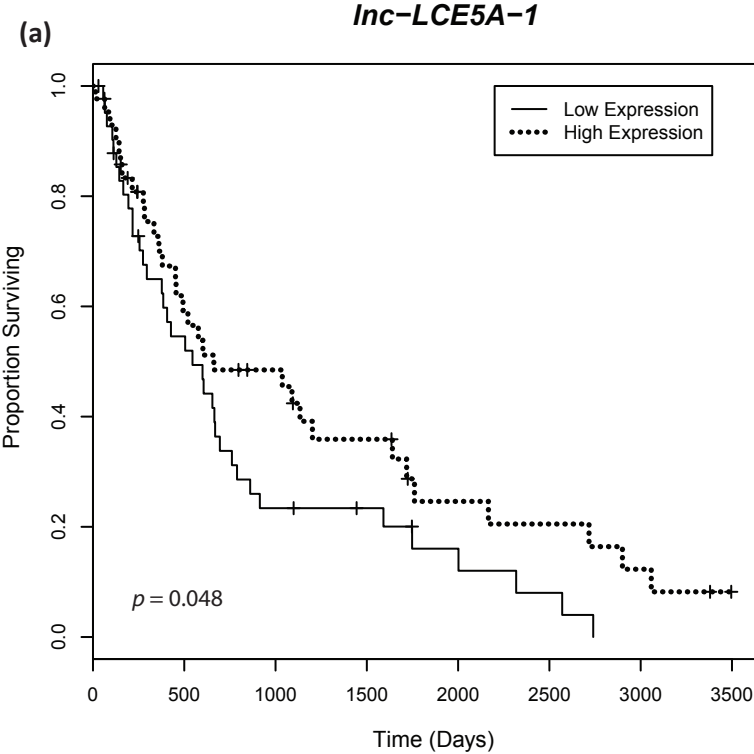 lnc−LCE5A−1
(a)
Low Expression
High Expression
Proportion Surviving
1.0
0.8
0.6
0.4
0.2
0.0
p = 0.048
0 500 1000 1500 2000 2500 3000 3500
Time (Days)